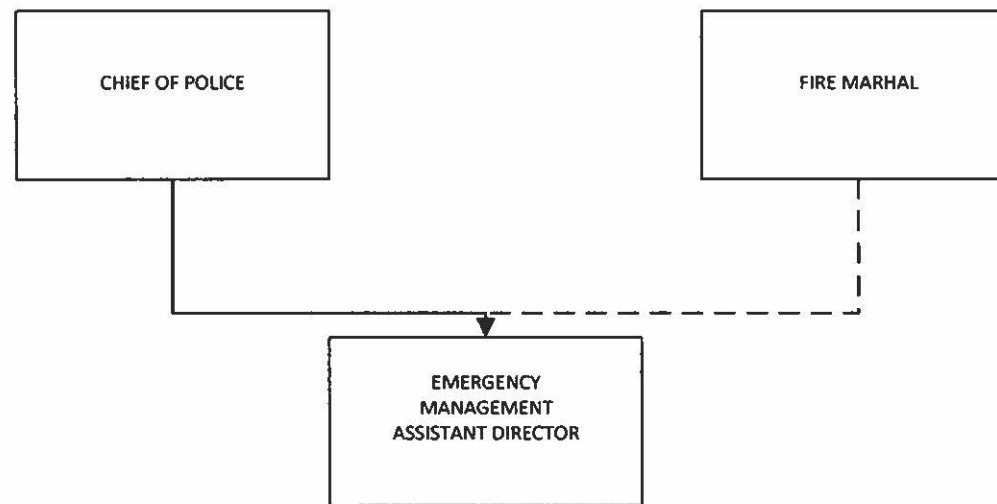 CHIEF OF POLICE
FIRE MARHAL
EMERGENCY
MANAGEMENT
ASSISTANT DIRECTOR